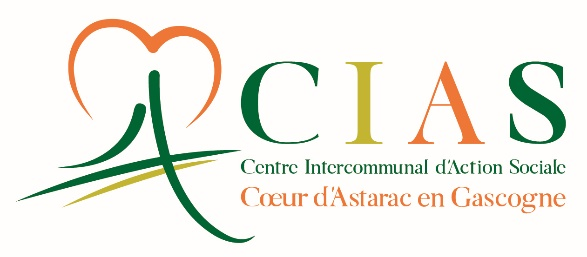 CIAS
Centre Intercommunal d'Action Sociale
Cœur d'Astarac en Gascogne